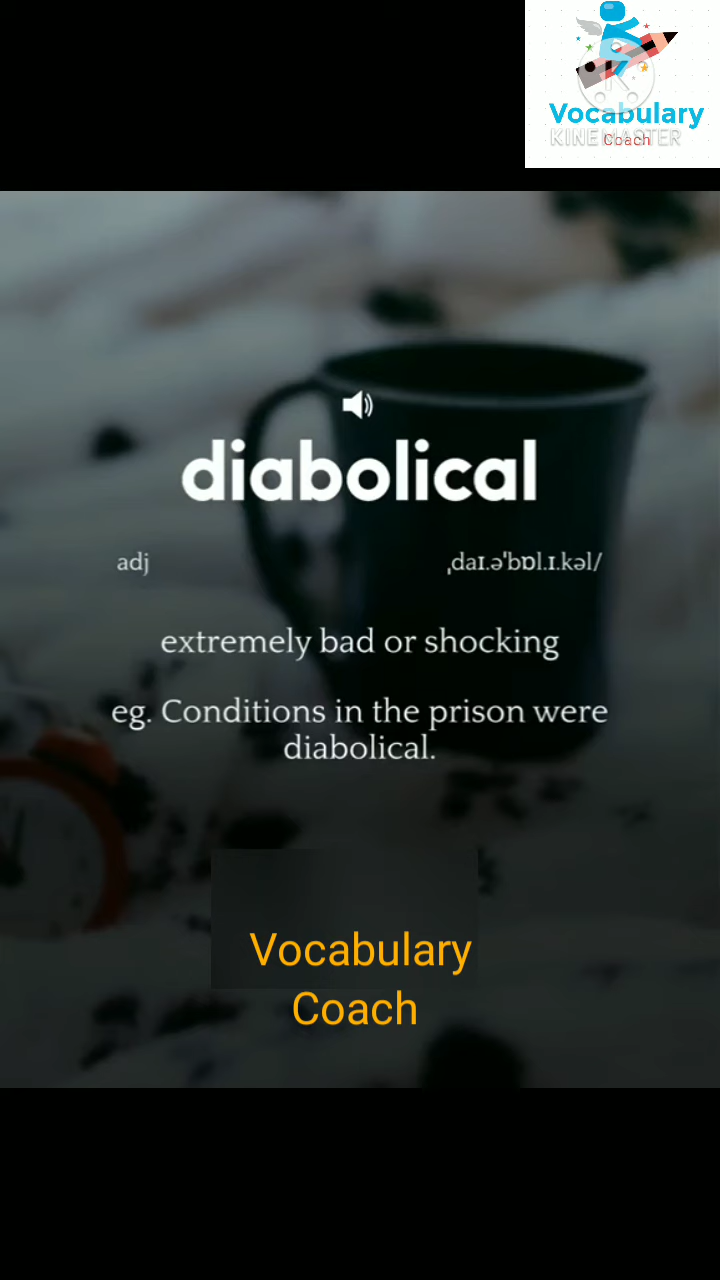 Vocabulary
KINEMASTER
Coach
diabolical
adj
ˌdaɪ.əˈbɒl.ɪ.kəl/
extremely bad or shocking
eg. Conditions in the prison were
diabolical.
Vocabulary
Coach